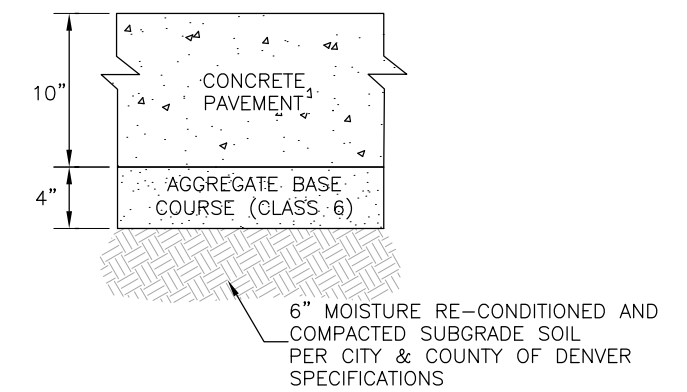 10"
CONCRETE
PAVEMENT
4"
AGGREGATE BASE
COURSE (CLASS 6)
6" MOISTURE RE-CONDITIONED AND
COMPACTED SUBGRADE SOIL
PER CITY & COUNTY OF DENVER
SPECIFICATIONS